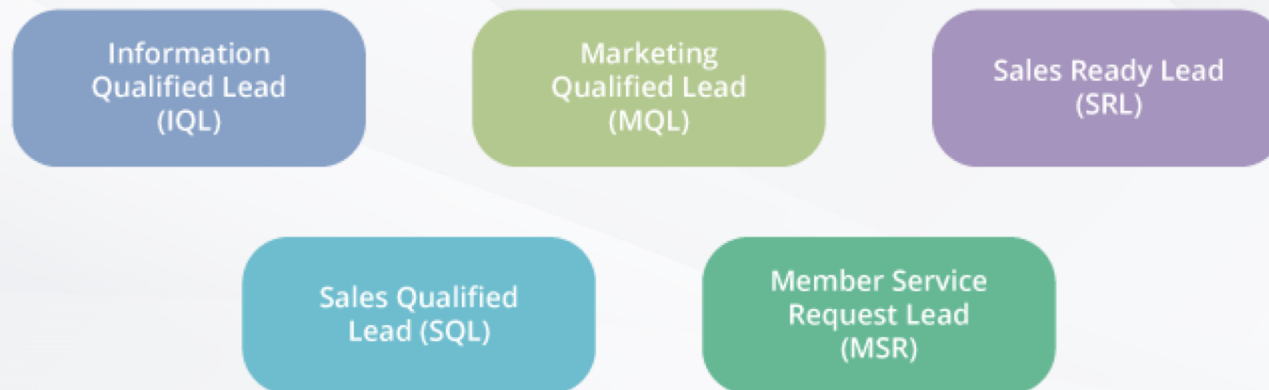 Information
Qualified Lead
(IQL)
Marketing
Qualified Lead
(MQL)
Sales Ready Lead
(SRL)
Sales Qualified
Lead (SQL)
Member Service
Request Lead
(MSR)